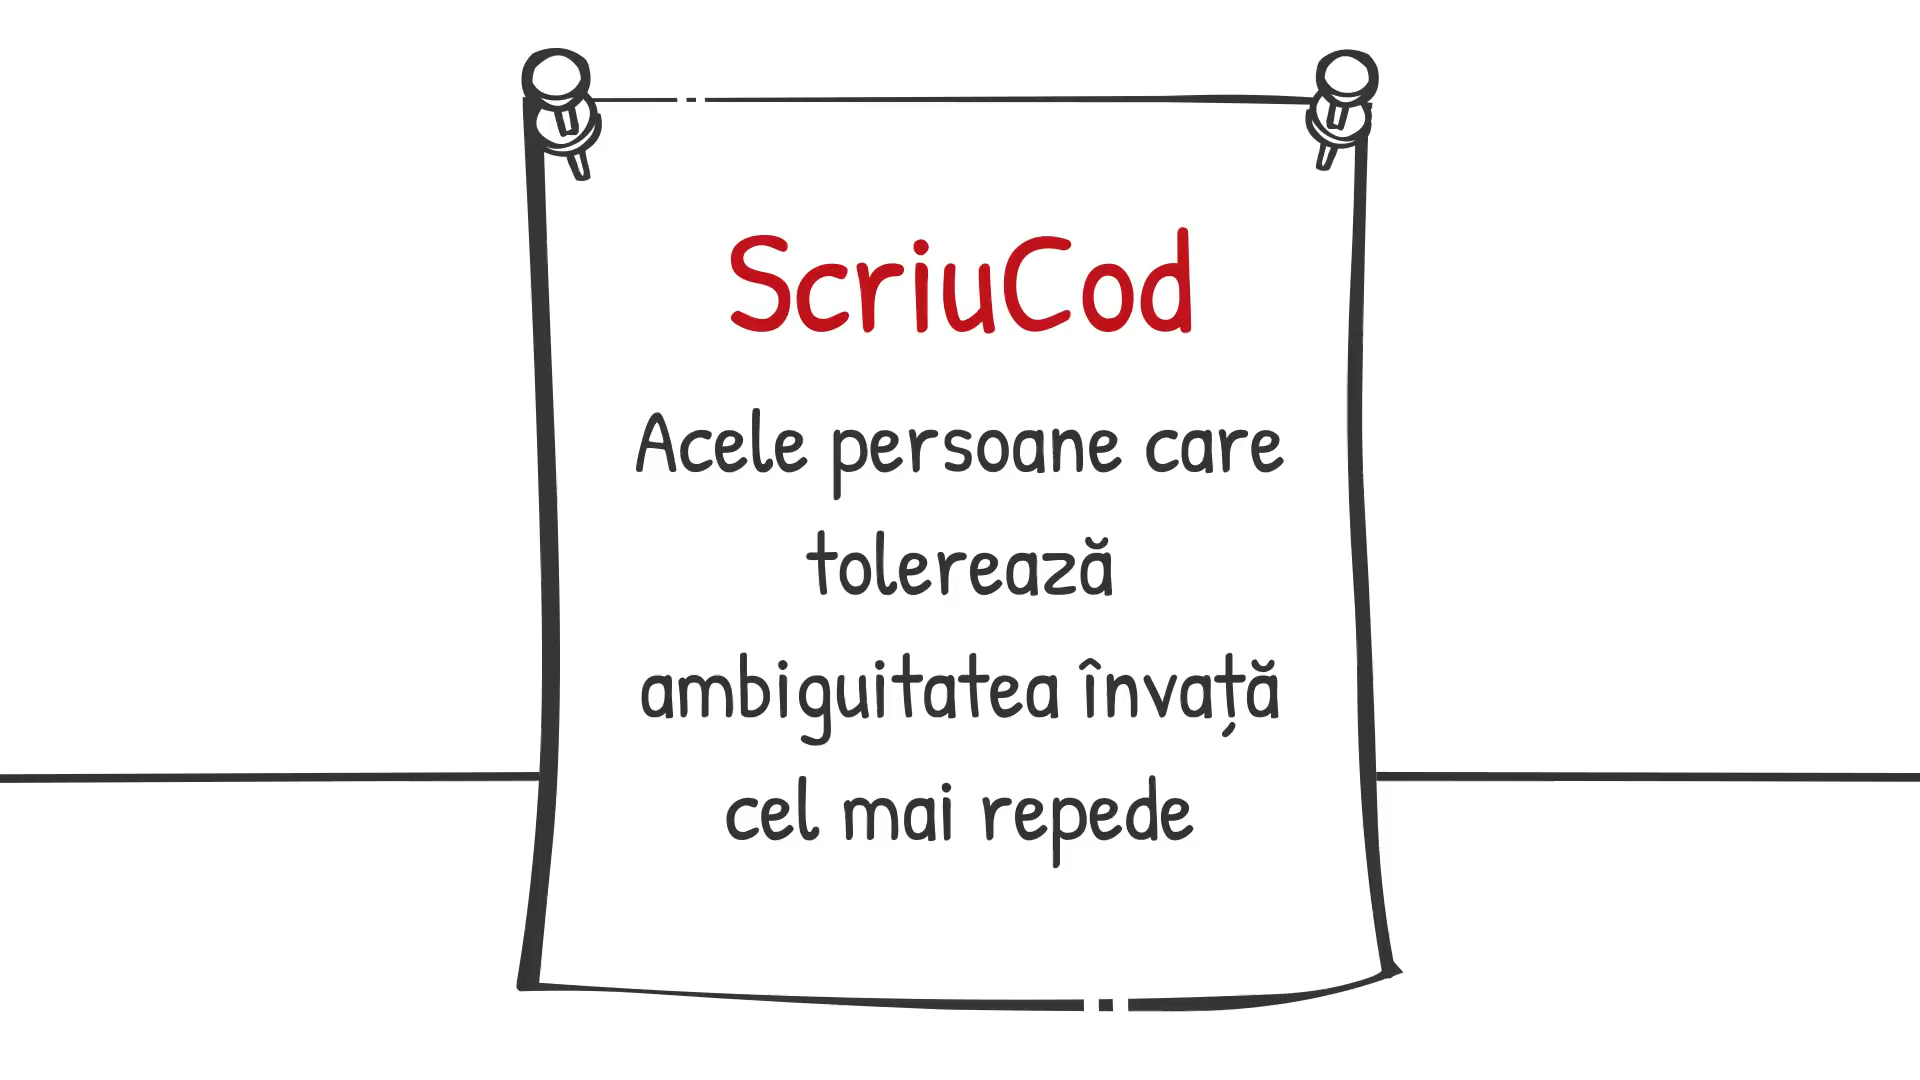 ScriuCod
Acele persoane care
tolerează
ambiguitatea învață
cel mai repede